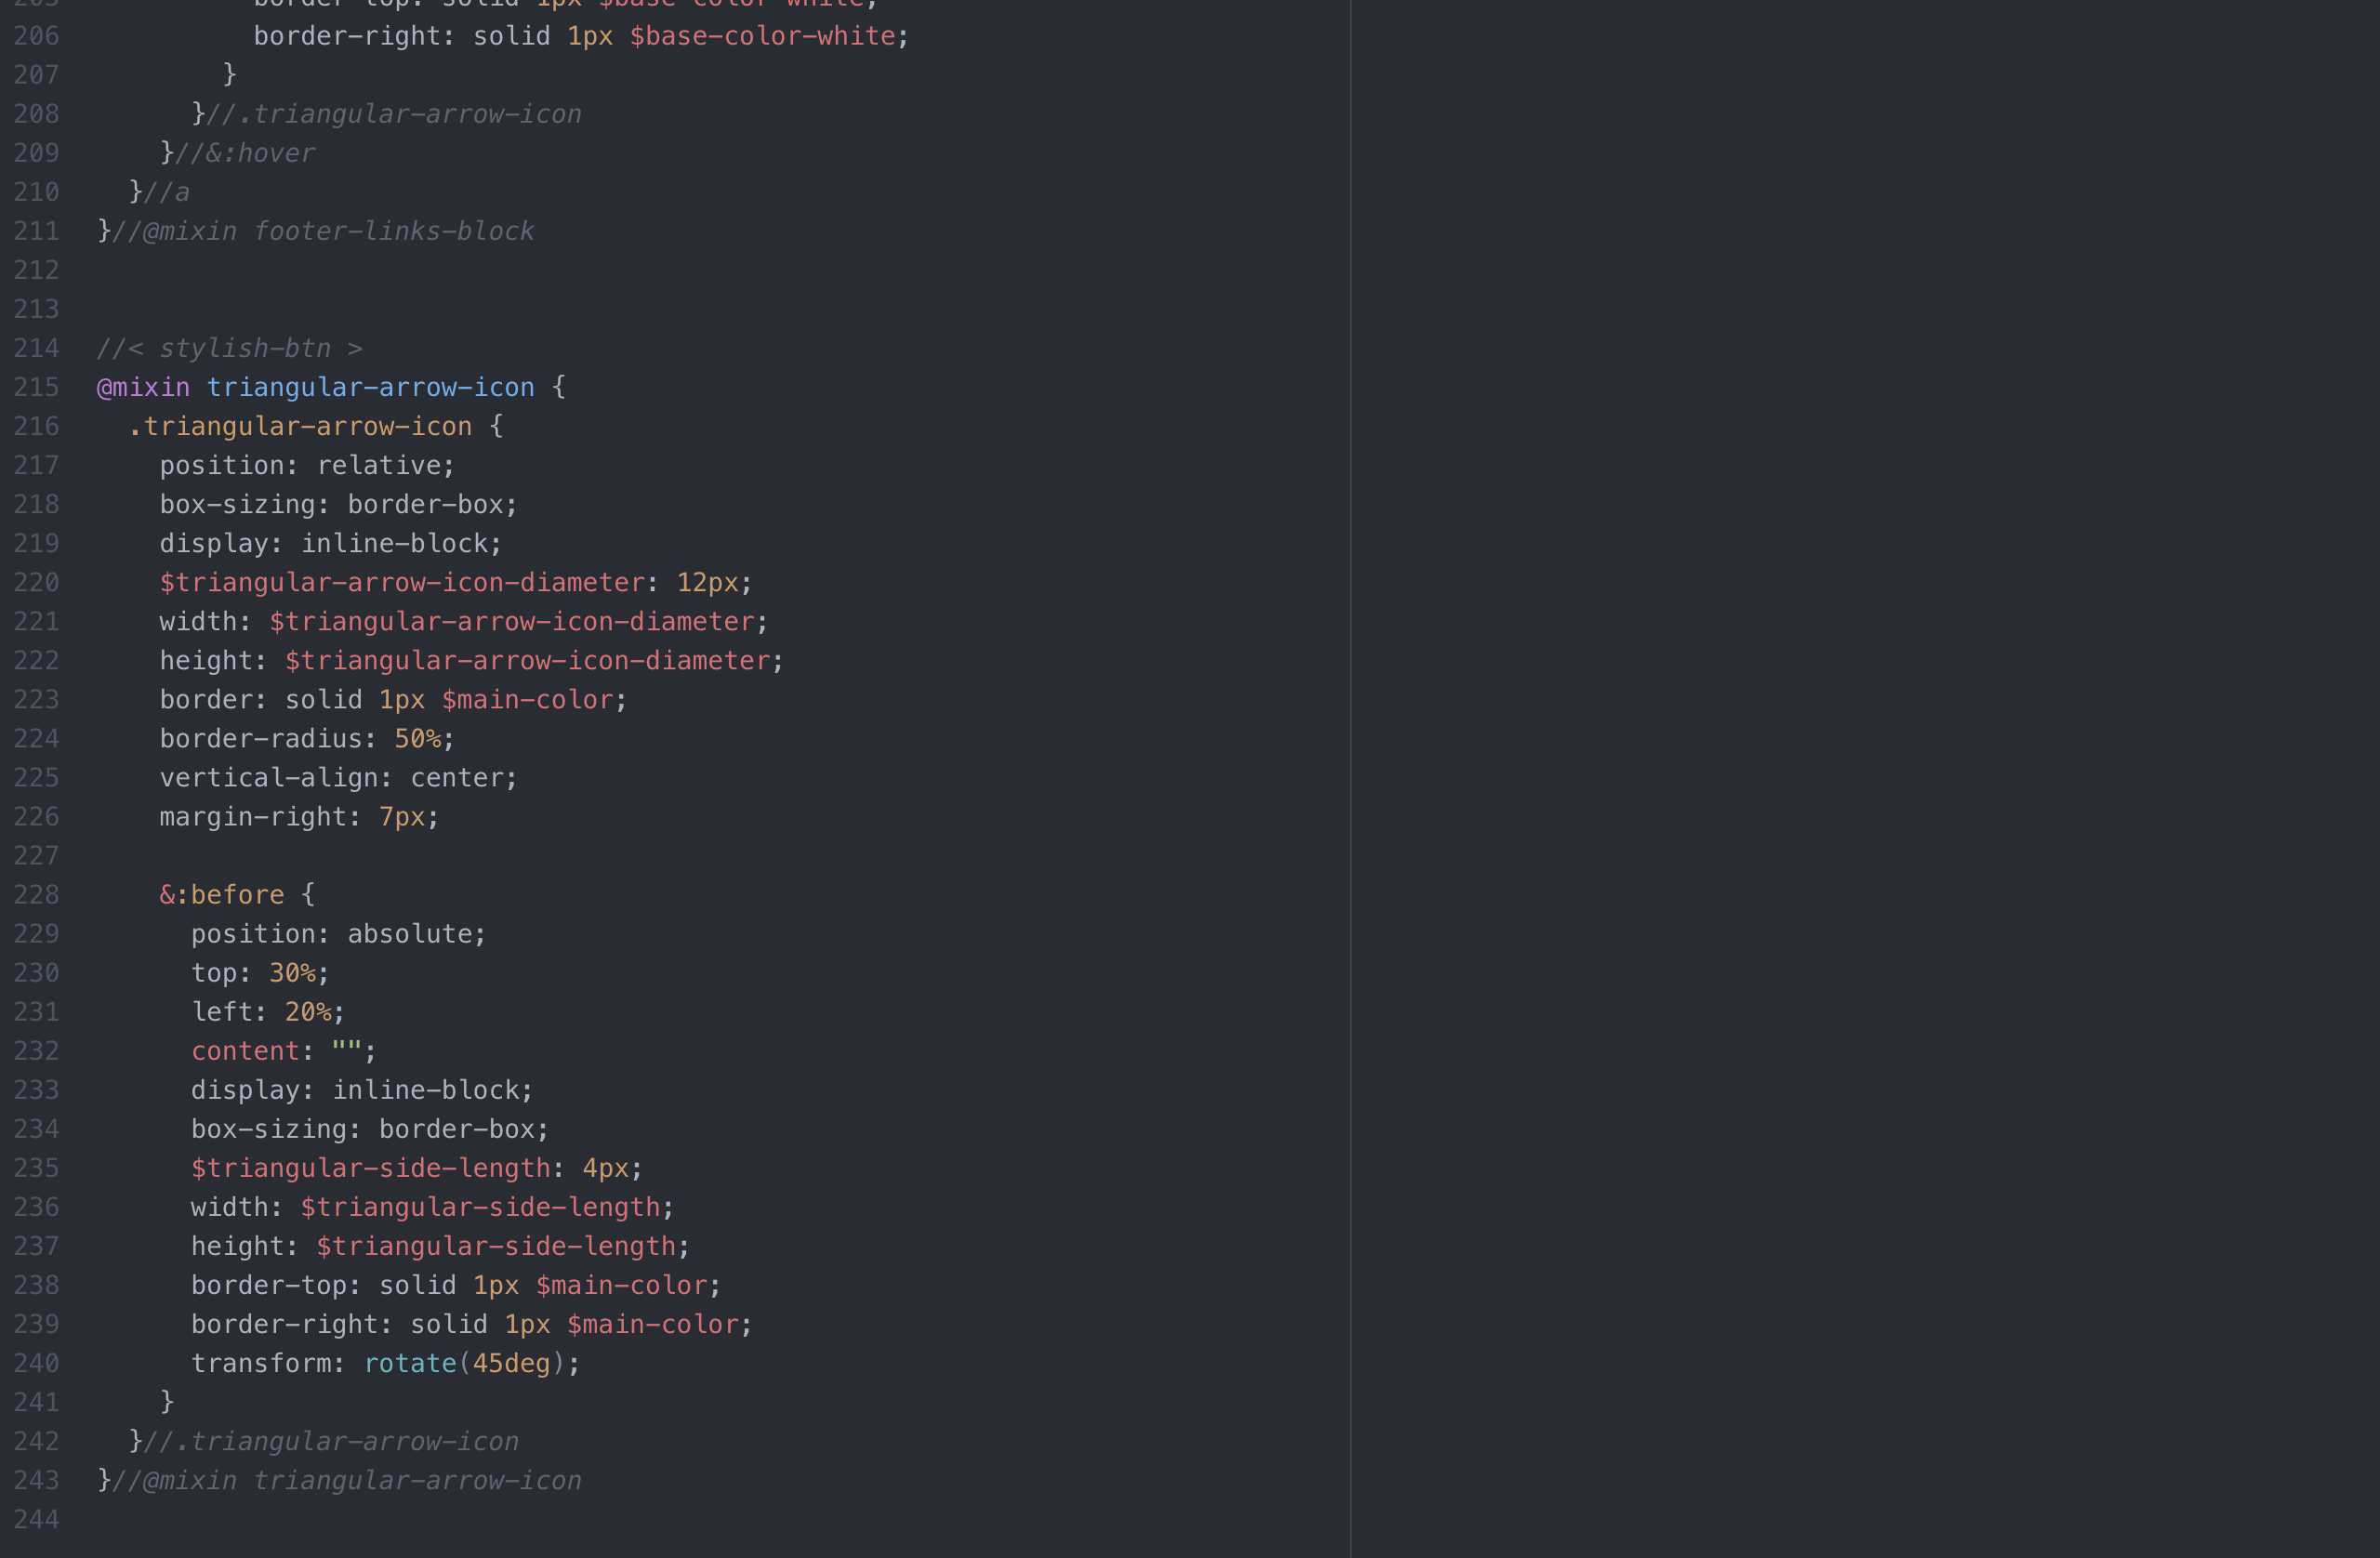 205 border-top: solid 1px $base-color-white;
206 border-right: solid 1px $base-color-white;
207 }
208 }//.triangular-arrow-icon
209 }//&:hover
210 }//a
211 }//@mixin footer-links-block
212
213
214 //< stylish-btn >
215 @mixin triangular-arrow-icon {
216 .triangular-arrow-icon {
217 position: relative;
218 box-sizing: border-box;
219 display: inline-block;
220 $triangular-arrow-icon-diameter: 12px;
221 width: $triangular-arrow-icon-diameter;
222 height: $triangular-arrow-icon-diameter;
223 border: solid 1px $main-color;
224 border-radius: 50%;
225 vertical-align: center;
226 margin-right: 7px;
227
228 &:before {
229 position: absolute;
230 top: 30%;
231 left: 20%;
232 content: "";
233 display: inline-block;
234 box-sizing: border-box;
235 $triangular-side-length: 4px;
236 width: $triangular-side-length;
237 height: $triangular-side-length;
238 border-top: solid 1px $main-color;
239 border-right: solid 1px $main-color;
240 transform: rotate(45deg);
241 }
242 }//.triangular-arrow-icon
243 }//@mixin triangular-arrow-icon
244